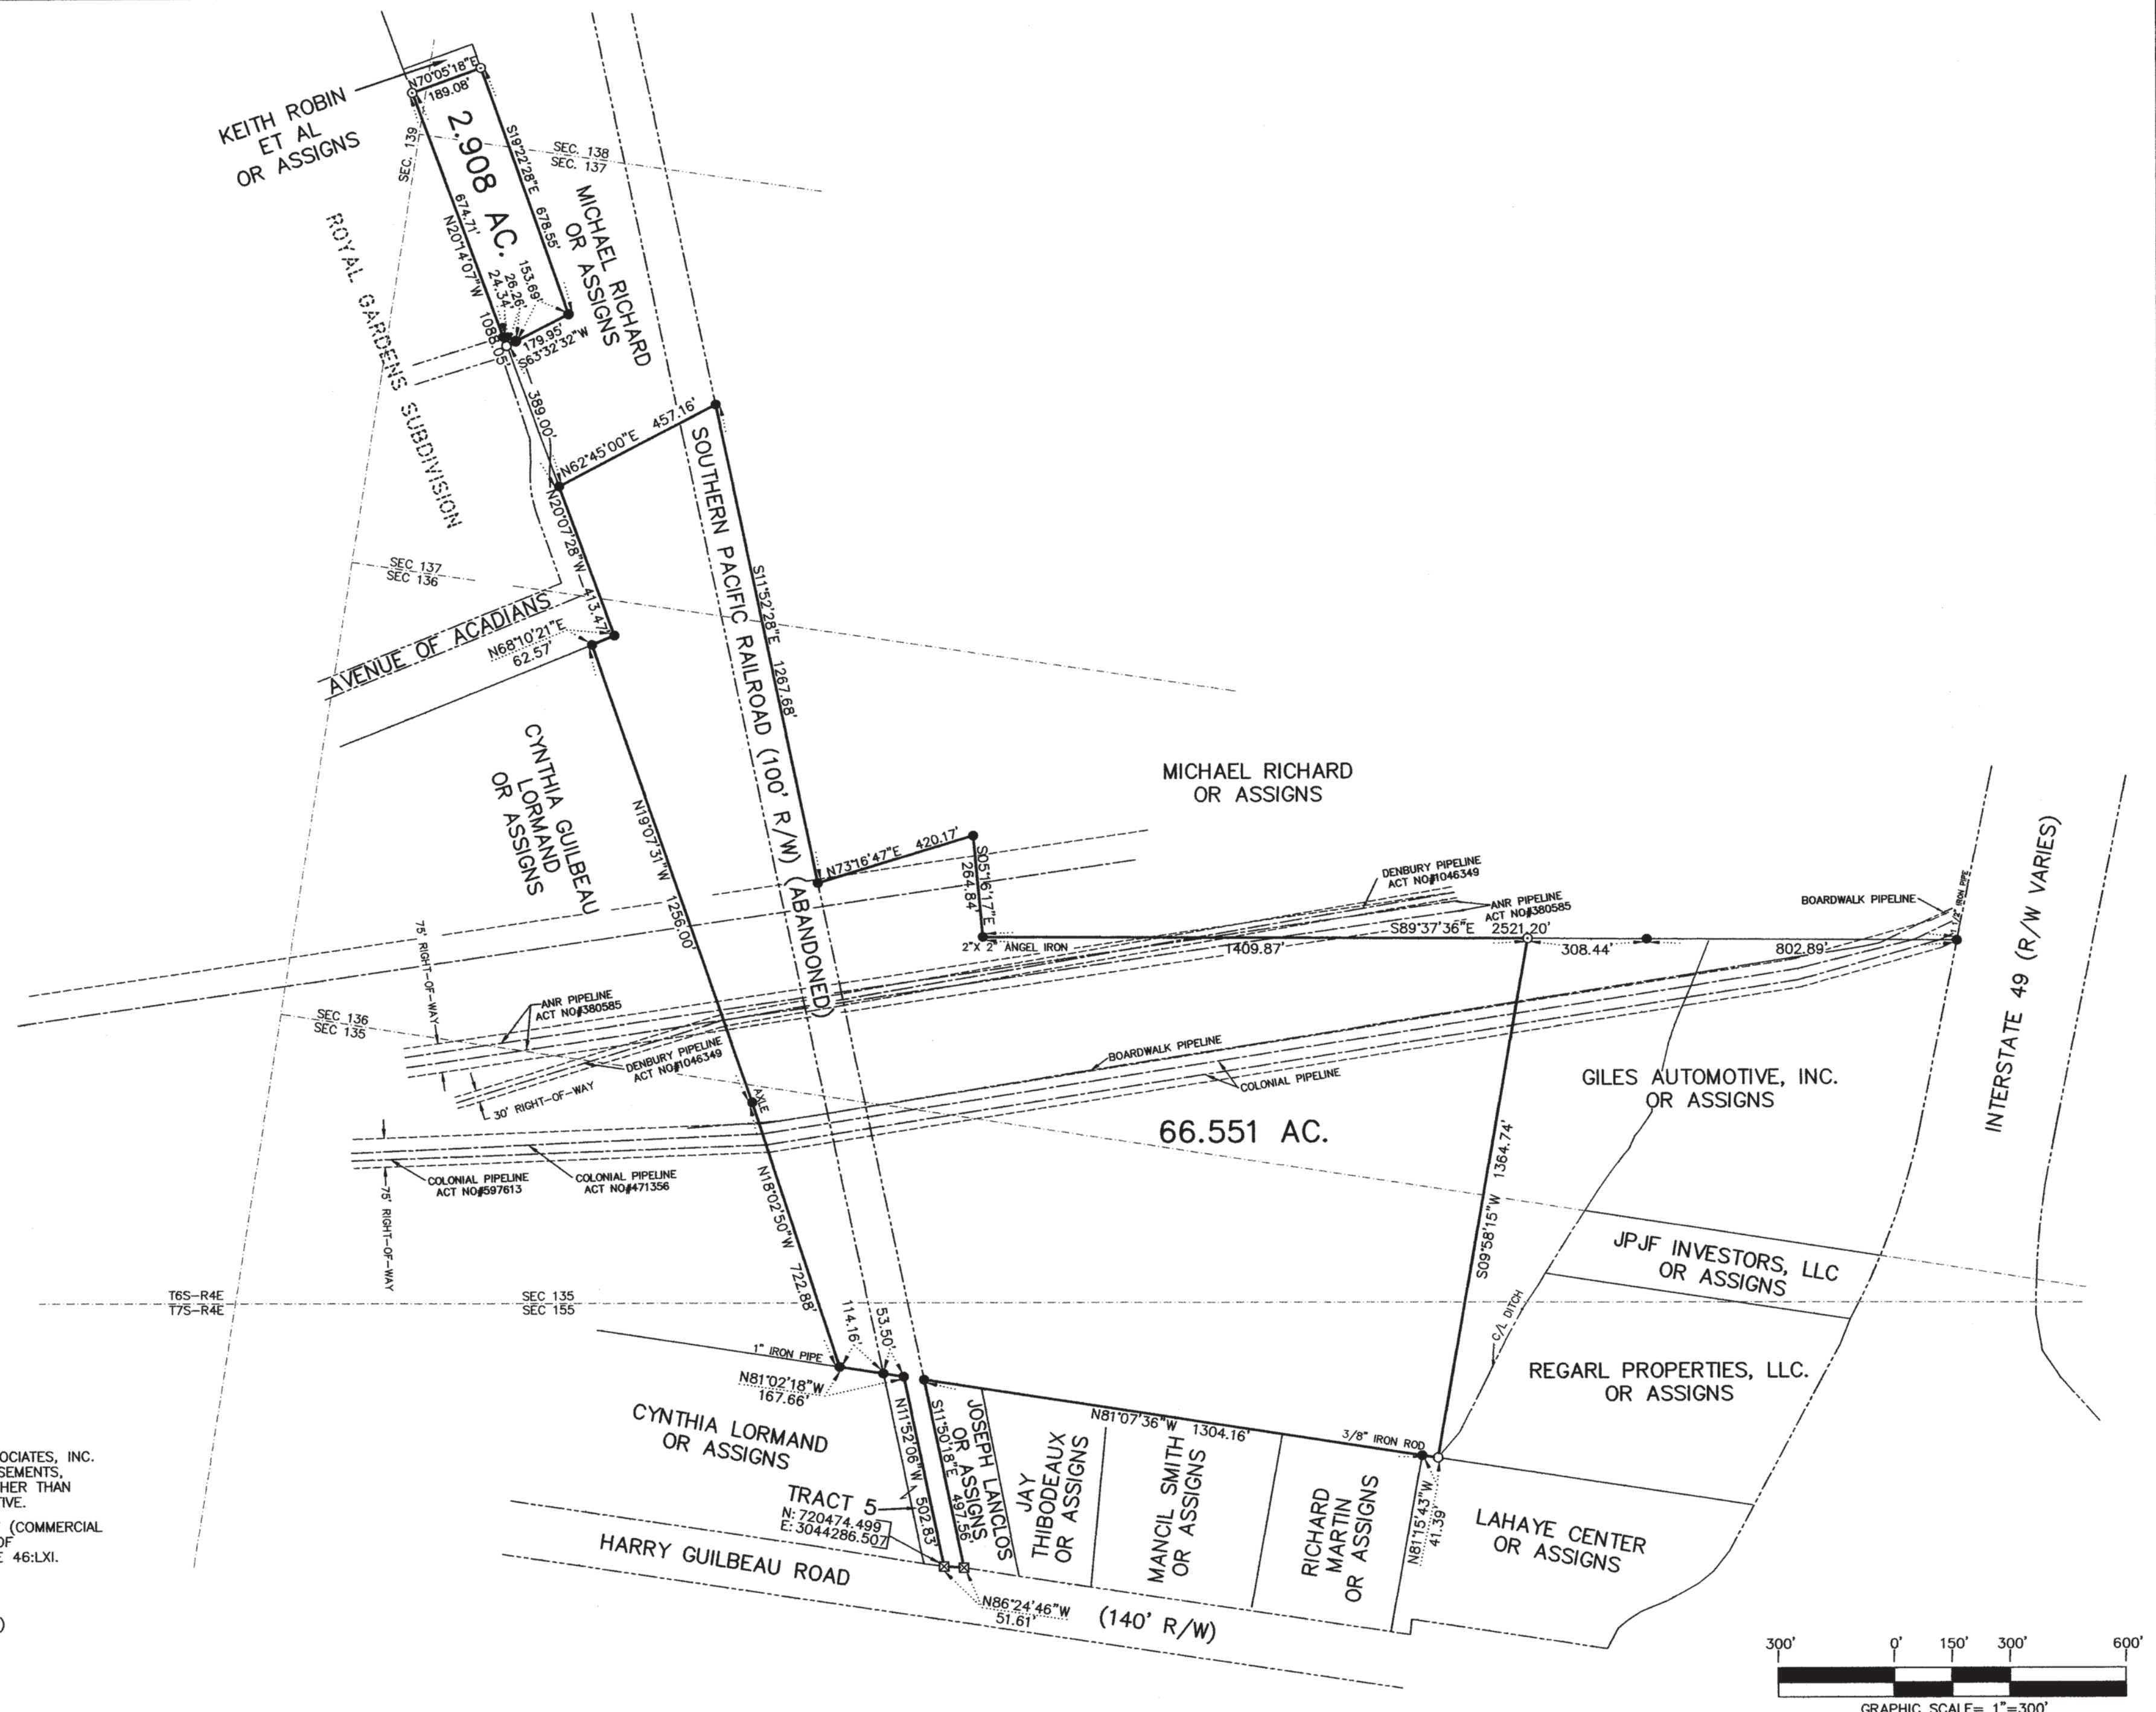 KEITH ROBIN
ET AL
OR ASSIGNS
N70°05'18"E
189.08'
2.908 AC.
SEC. 139
SEC. 138
SEC. 137
S19°22'28"E 678.55'
674.71'
N20°14'07"W 1088.05'
24.34'
26.26'
153.69'
179.95'
S63°32'32"W
MICHAEL RICHARD
OR ASSIGNS
ROYAL GARDENS SUBDIVISION
389.00'
N62°45'00"E 457.16'
N20°07'28"W 413.47'
SEC 137
SEC 136
AVENUE OF ACADIANS
N68°10'21"E
62.57'
SOUTHERN PACIFIC RAILROAD (100' R/W) (ABANDONED)
S11°52'28"E 1267.68'
CYNTHIA GUILBEAU
LORMAND
OR ASSIGNS
N19°07'31"W 1256.00'
MICHAEL RICHARD
OR ASSIGNS
N73°16'47"E 420.17'
S05°16'17"E
264.84'
2"X 2" ANGEL IRON
DENBURY PIPELINE
ACT NO#1046349
ANR PIPELINE
ACT NO#380585
S89°37'36"E 2521.20'
1409.87'
308.44'
802.89'
BOARDWALK PIPELINE
1/2" IRON PIPE
INTERSTATE 49 (R/W VARIES)
75' RIGHT-OF-WAY
ANR PIPELINE
ACT NO#380585
SEC 136
SEC 135
DENBURY PIPELINE
ACT NO#1046349
30' RIGHT-OF-WAY
AXLE
BOARDWALK PIPELINE
COLONIAL PIPELINE
COLONIAL PIPELINE
ACT NO#597613
COLONIAL PIPELINE
ACT NO#471356
75' RIGHT-OF-WAY
66.551 AC.
GILES AUTOMOTIVE, INC.
OR ASSIGNS
S09°58'15"W 1364.74'
N18°02'50"W 722.88'
JPJF INVESTORS, LLC
OR ASSIGNS
T6S-R4E
T7S-R4E
SEC 135
SEC 155
C/L DITCH
114.16'
53.50'
1" IRON PIPE
N81°02'18"W
167.66'
REGARL PROPERTIES, LLC.
OR ASSIGNS
CYNTHIA LORMAND
OR ASSIGNS
N11°52'06"W 502.83'
S11°50'18"E 497.56'
JOSEPH LANCLOS
OR ASSIGNS
N81°07'36"W 1304.16'
3/8" IRON ROD
JAY
THIBODEAUX
OR ASSIGNS
MANCIL SMITH
OR ASSIGNS
RICHARD
MARTIN
OR ASSIGNS
N81°15'43"W
41.39'
LAHAYE CENTER
OR ASSIGNS
TRACT 5
N: 720474.499
E: 3044286.507
HARRY GUILBEAU ROAD
N86°24'46"W
51.61'
(140' R/W)
OCIATES, INC.
SEMENTS,
HER THAN
TIVE.
(COMMERCIAL
OF
46:LXI.
)
300' 0' 150' 300' 600'
GRAPHIC SCALE= 1"=300'